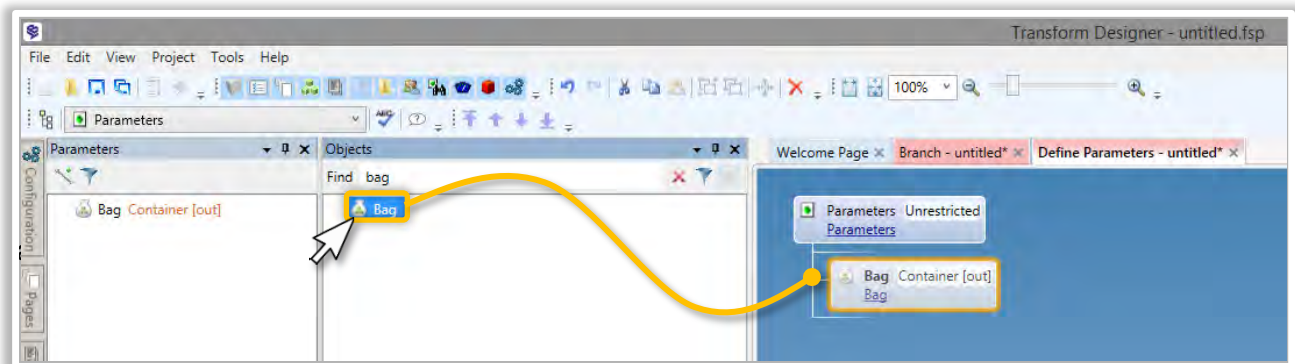 Transform Designer - untitled.fsp
File Edit View Project Tools Help
100%
Parameters
Parameters
Objects
Welcome Page
Branch - untitled*
Define Parameters - untitled*
Configuration
Find bag
Bag Container [out]
Bag
Parameters Unrestricted
Parameters
Bag Container [out]
Bag
Pages